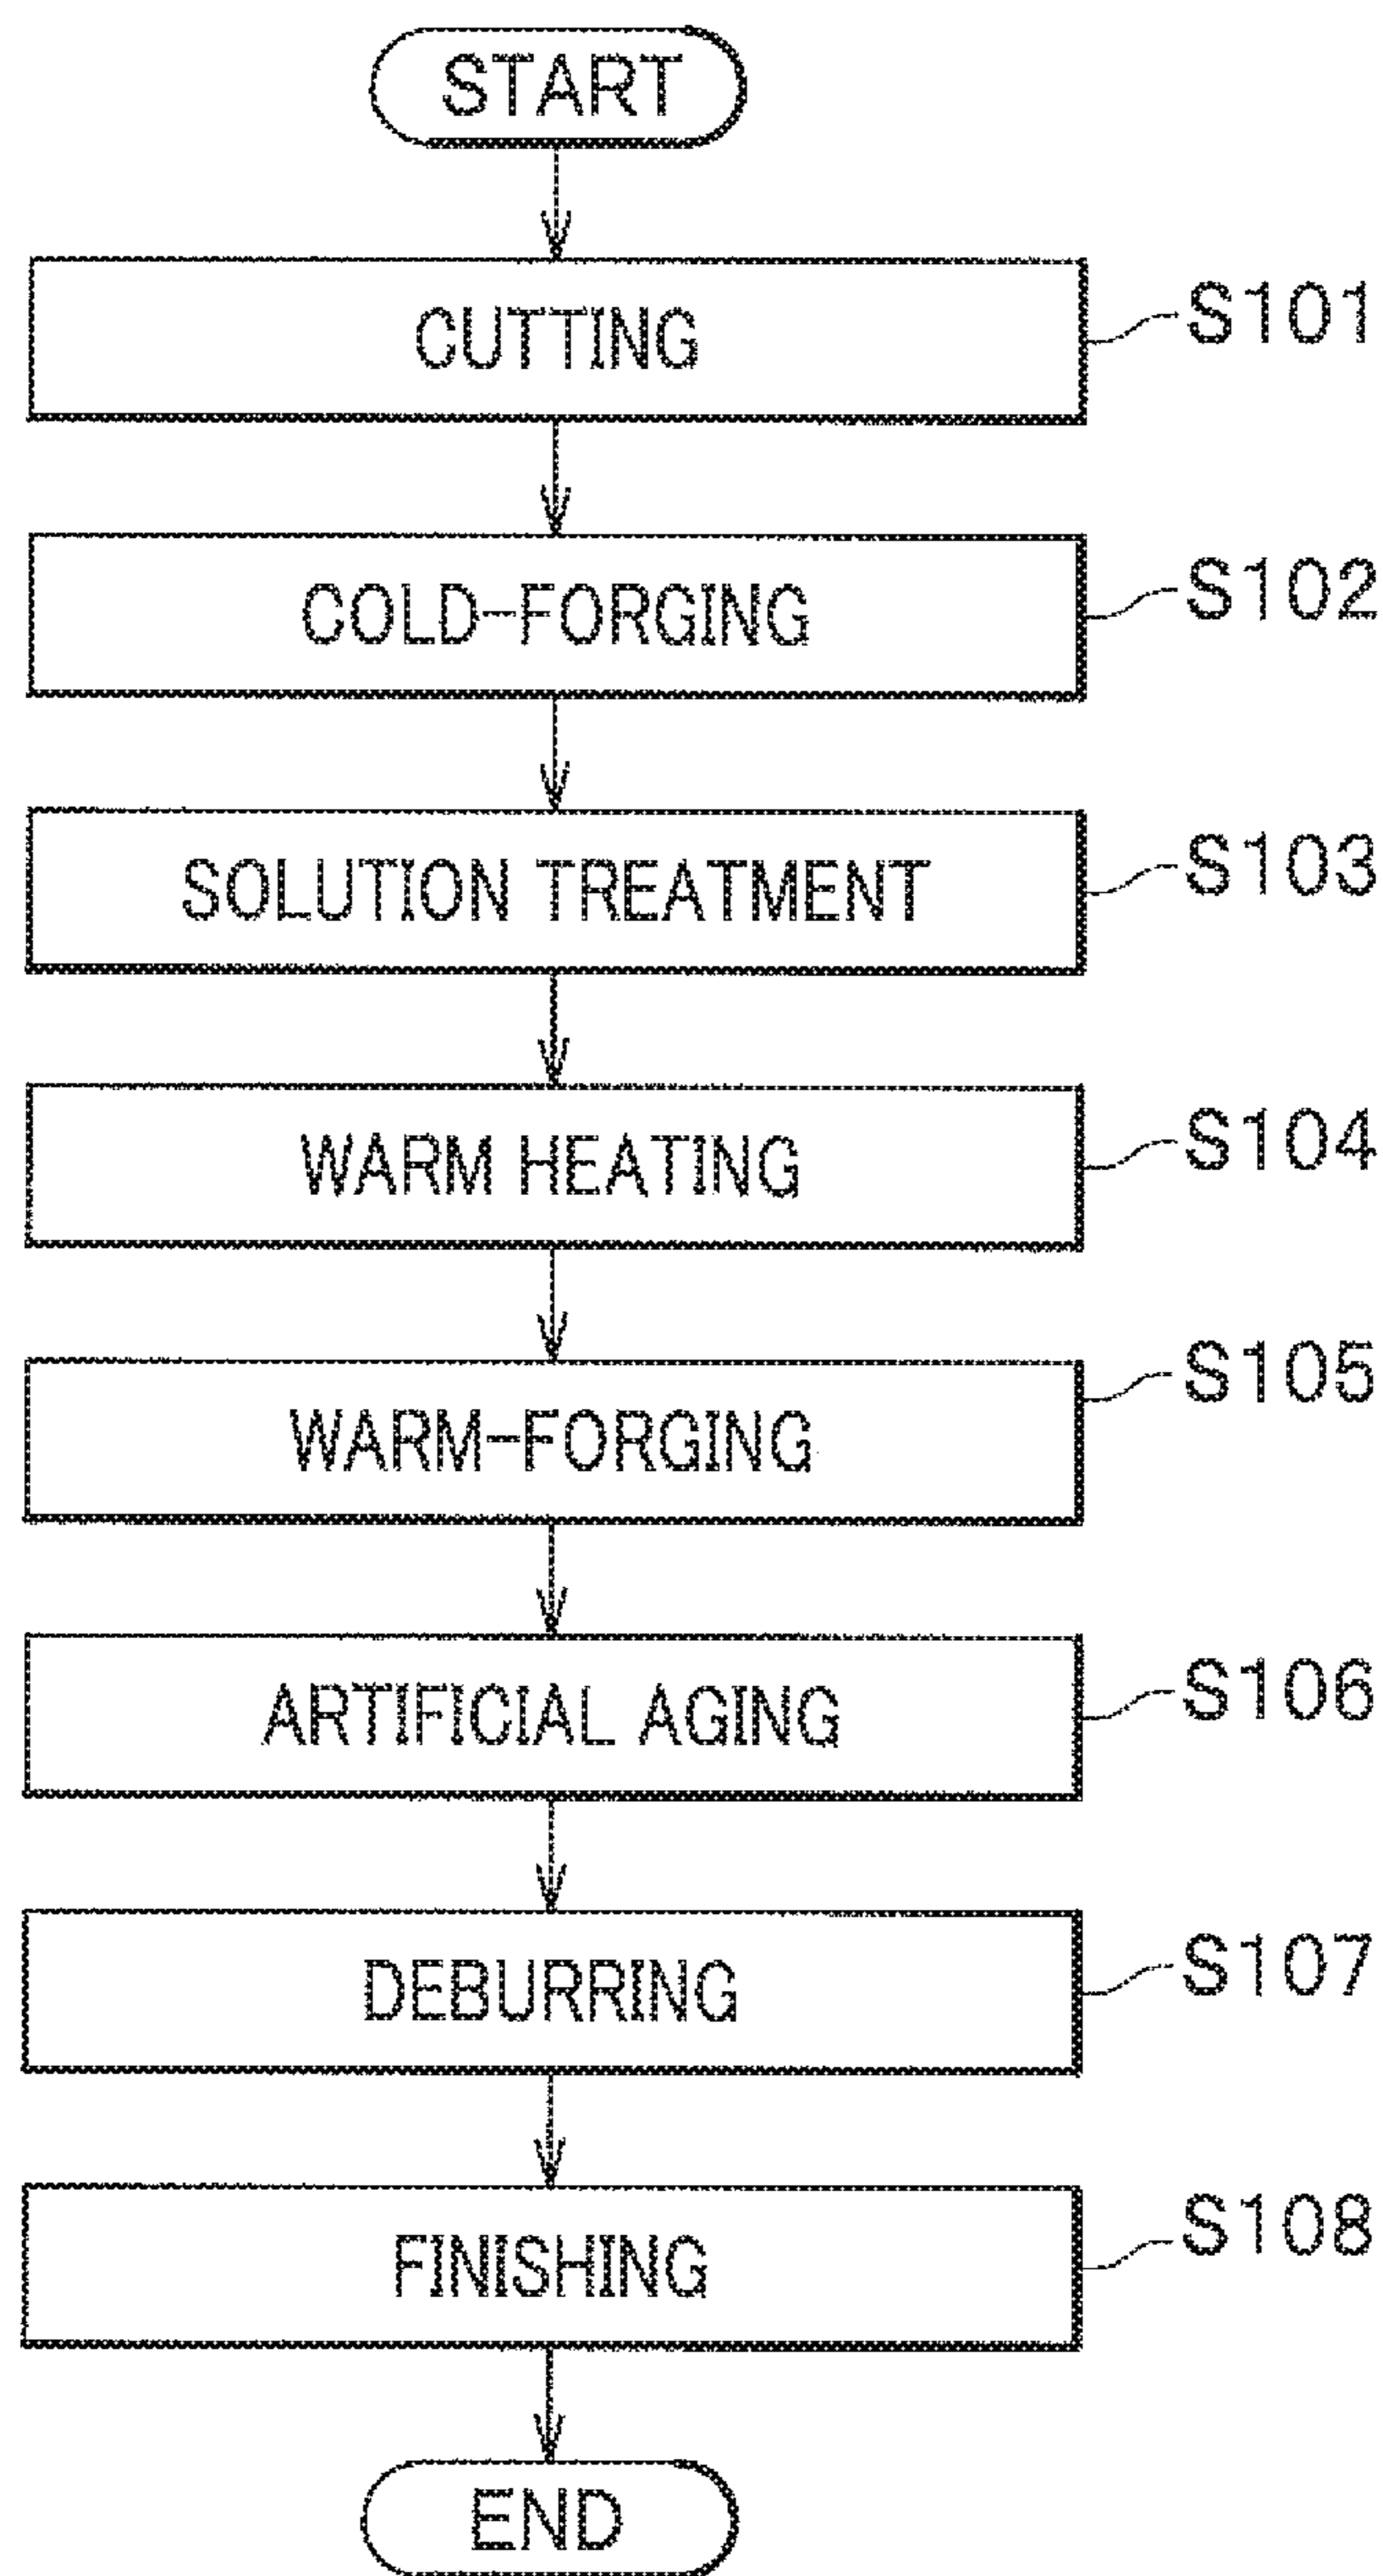 START
CUTTING
S101
COLD-FORGING
S102
SOLUTION TREATMENT
S103
WARM HEATING
S104
WARM-FORGING
S105
ARTIFICIAL AGING
S106
DEBURRING
S107
FINISHING
S108
END